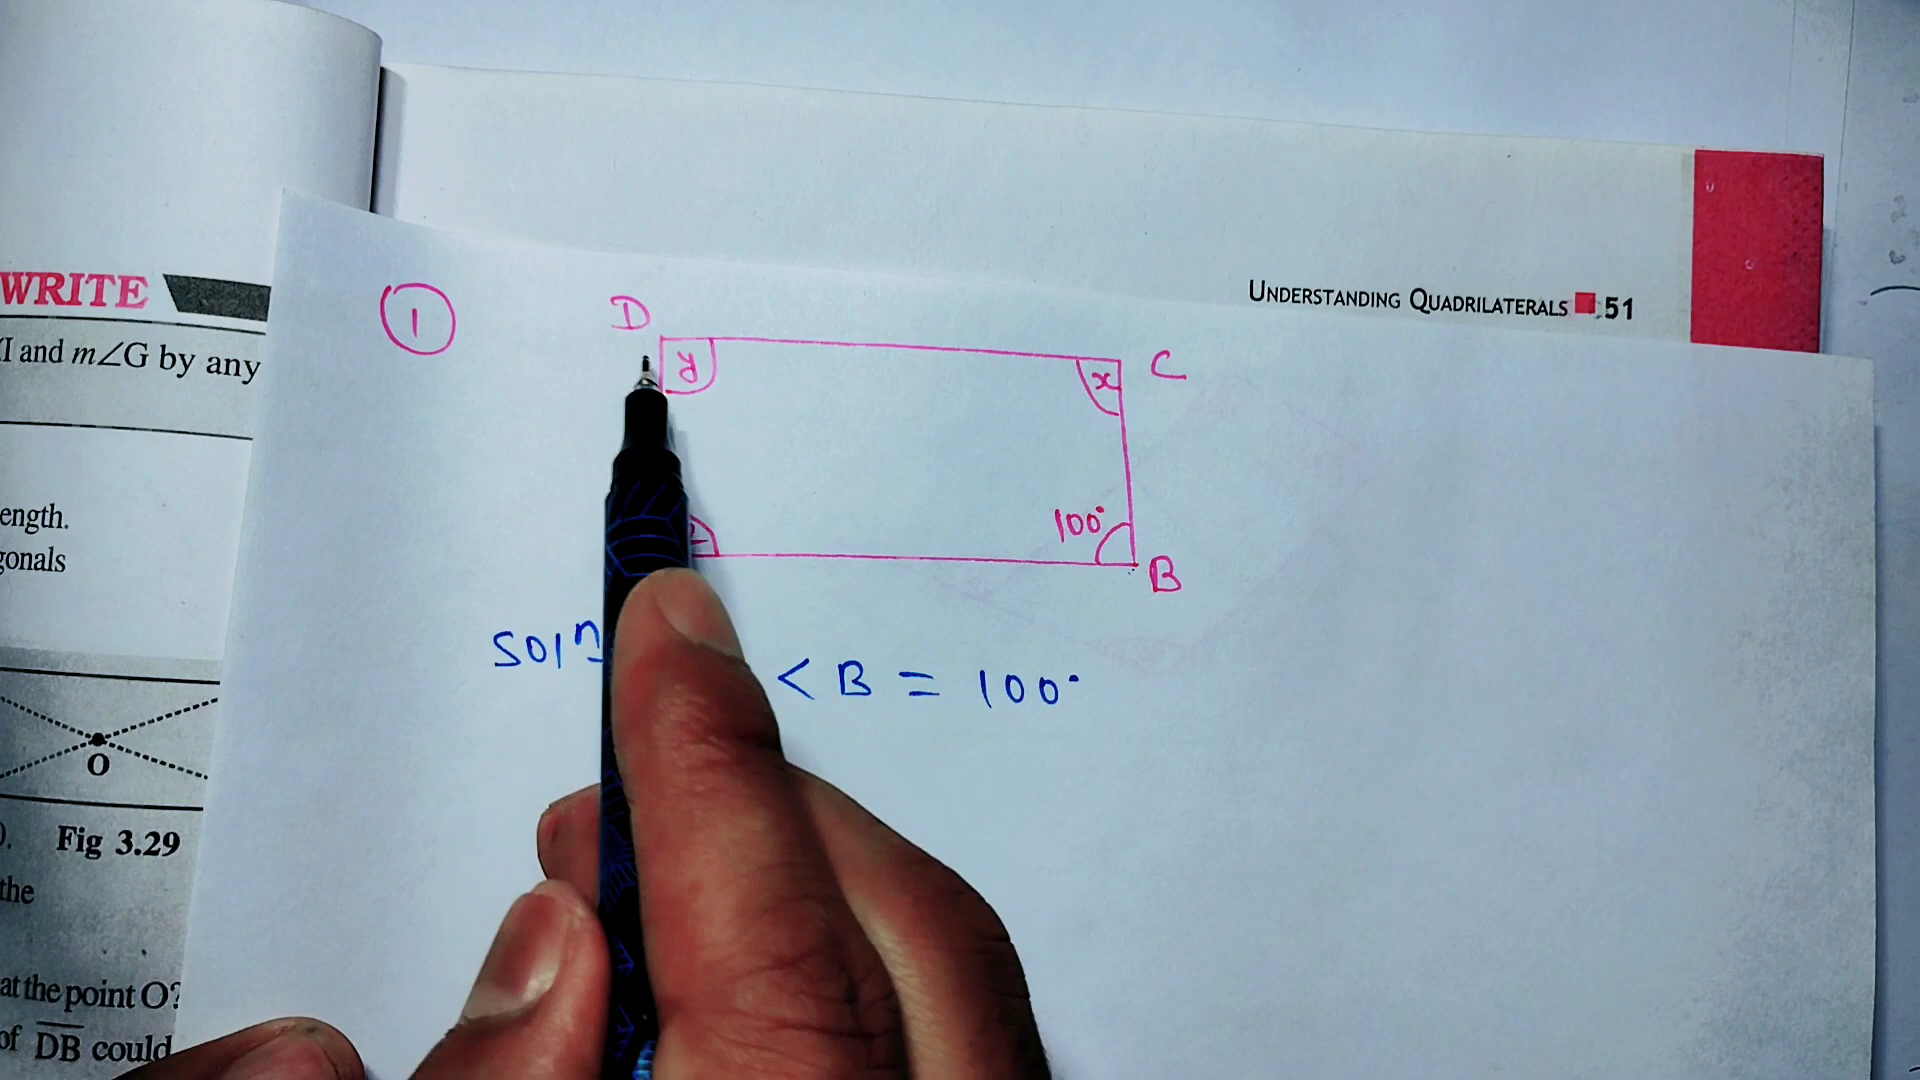 UNDERSTANDING QUADRILATERALS 51
WRITE
I and m∠G by any
ength.
gonals
O
Fig 3.29
the
at the point O?
of DB could
1
D
y
x
C
100°
B
Soln
< B = 100°